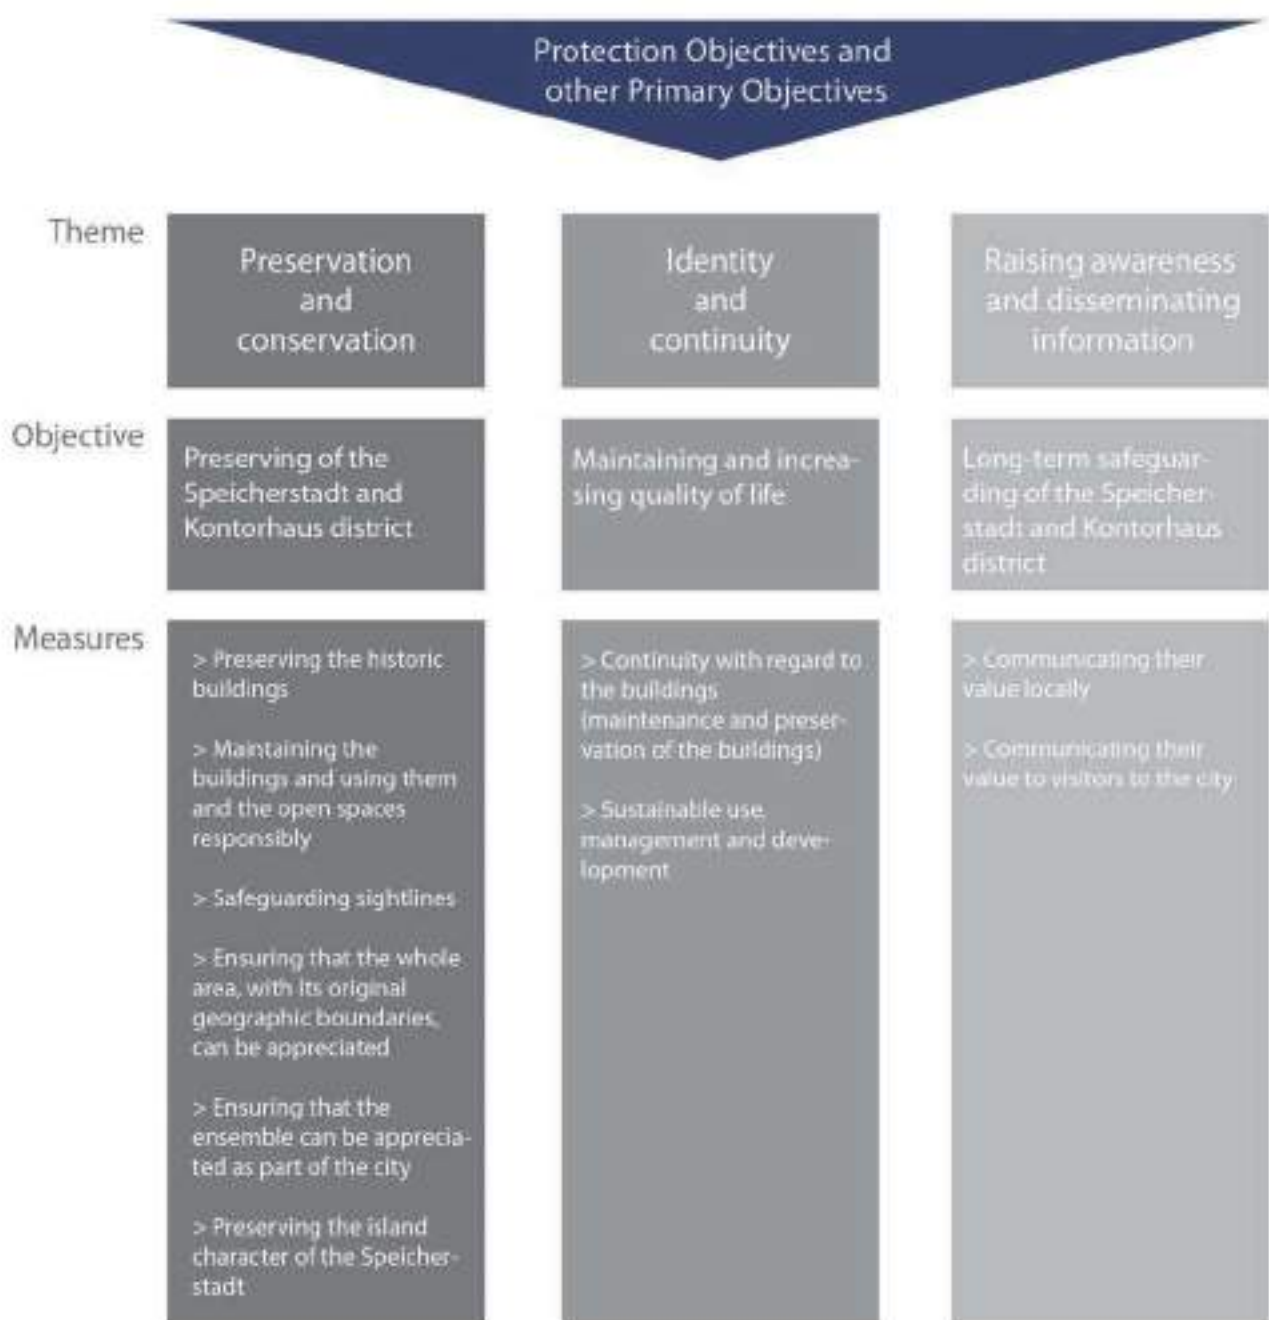 Protection Objectives and
other Primary Objectives
Theme
Preservation
and
conservation
Identity
and
continuity
Raising awareness
and disseminating
information
Objective
Preserving of the
Speicherstadt and
Kontorhaus district
Maintaining and increa-
sing quality of life
Long-term safeguar-
ding of the Speicher-
stadt and Kontorhaus
district
Measures
> Preserving the historic
buildings
> Maintaining the
buildings and using them
and the open spaces
responsibly
> Safeguarding sightlines
> Ensuring that the whole
area, with its original
geographic boundaries,
can be appreciated
> Ensuring that the
ensemble can be apprecia-
ted as part of the city
> Preserving the island
character of the Speicher-
stadt
> Continuity with regard to
the buildings
(maintenance and preser-
vation of the buildings)
> Sustainable use
management and deve-
lopment
> Communicating their
value locally
> Communicating their
value to visitors to the city